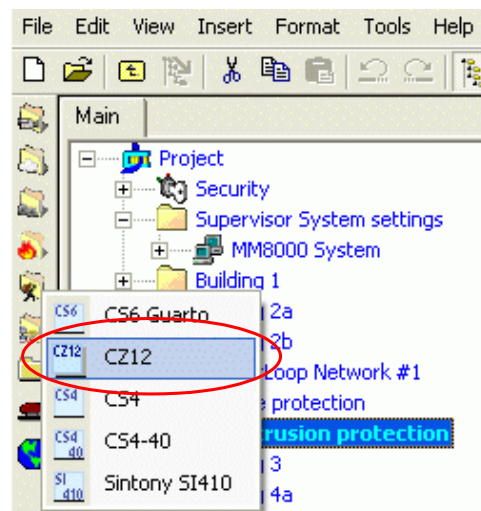 File Edit View Insert Format Tools Help
Main
Project
Security
Supervisor System settings
MM8000 System
Building 1
CS6 CS6 Guarto 2a
2b
CZ12 CZ12
Loop Network #1
CS4 CS4 protection
CS4 40 CS4-40 rusion protection
3
SI 410 Sintony SI410 4a